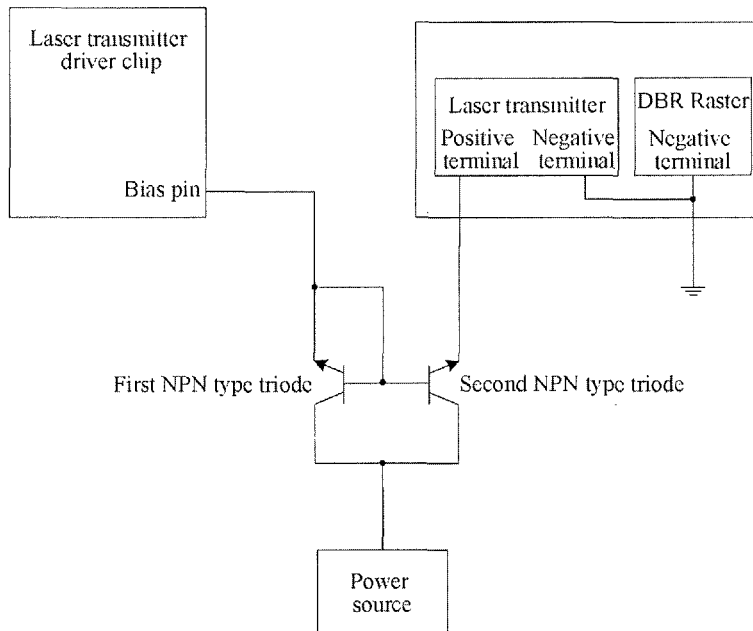 Laser transmitter
driver chip
Bias pin
Laser transmitter
Positive Negative
terminal terminal
DBR Raster
Negative
terminal
First NPN type triode
Second NPN type triode
Power
source